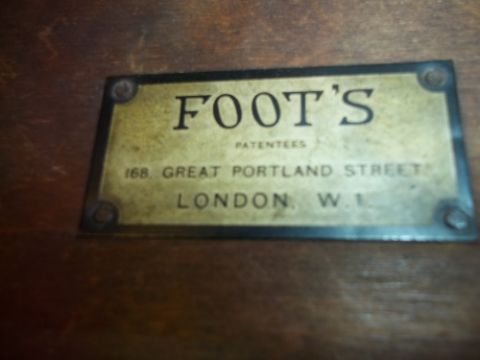 FOOT'S
PATENTEES
168, GREAT PORTLAND STREET
LONDON, W.1.